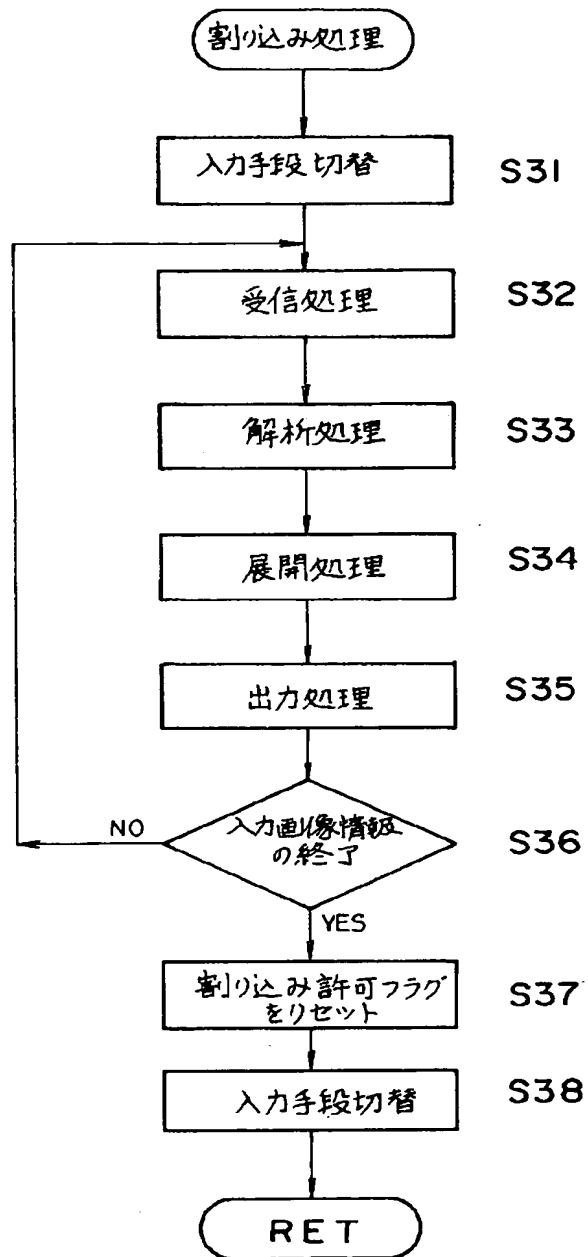 割り込み処理
入力手段切替 S31
受信処理 S32
解析処理 S33
展開処理 S34
出力処理 S35
入力画像情報
の終了 S36
NO
YES
割り込み許可フラグ
をリセット S37
入力手段切替 S38
RET